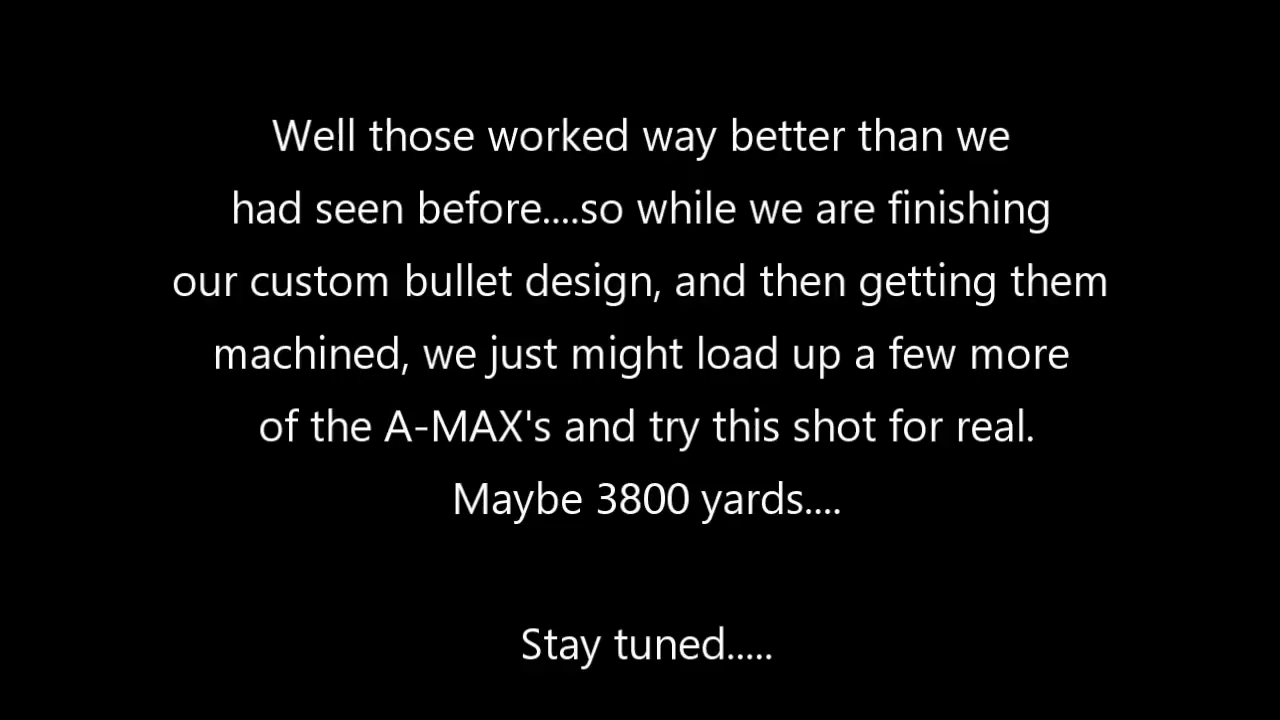 Well those worked way better than we
had seen before....so while we are finishing
our custom bullet design, and then getting them
machined, we just might load up a few more
of the A-MAX's and try this shot for real.
Maybe 3800 yards....
Stay tuned.....